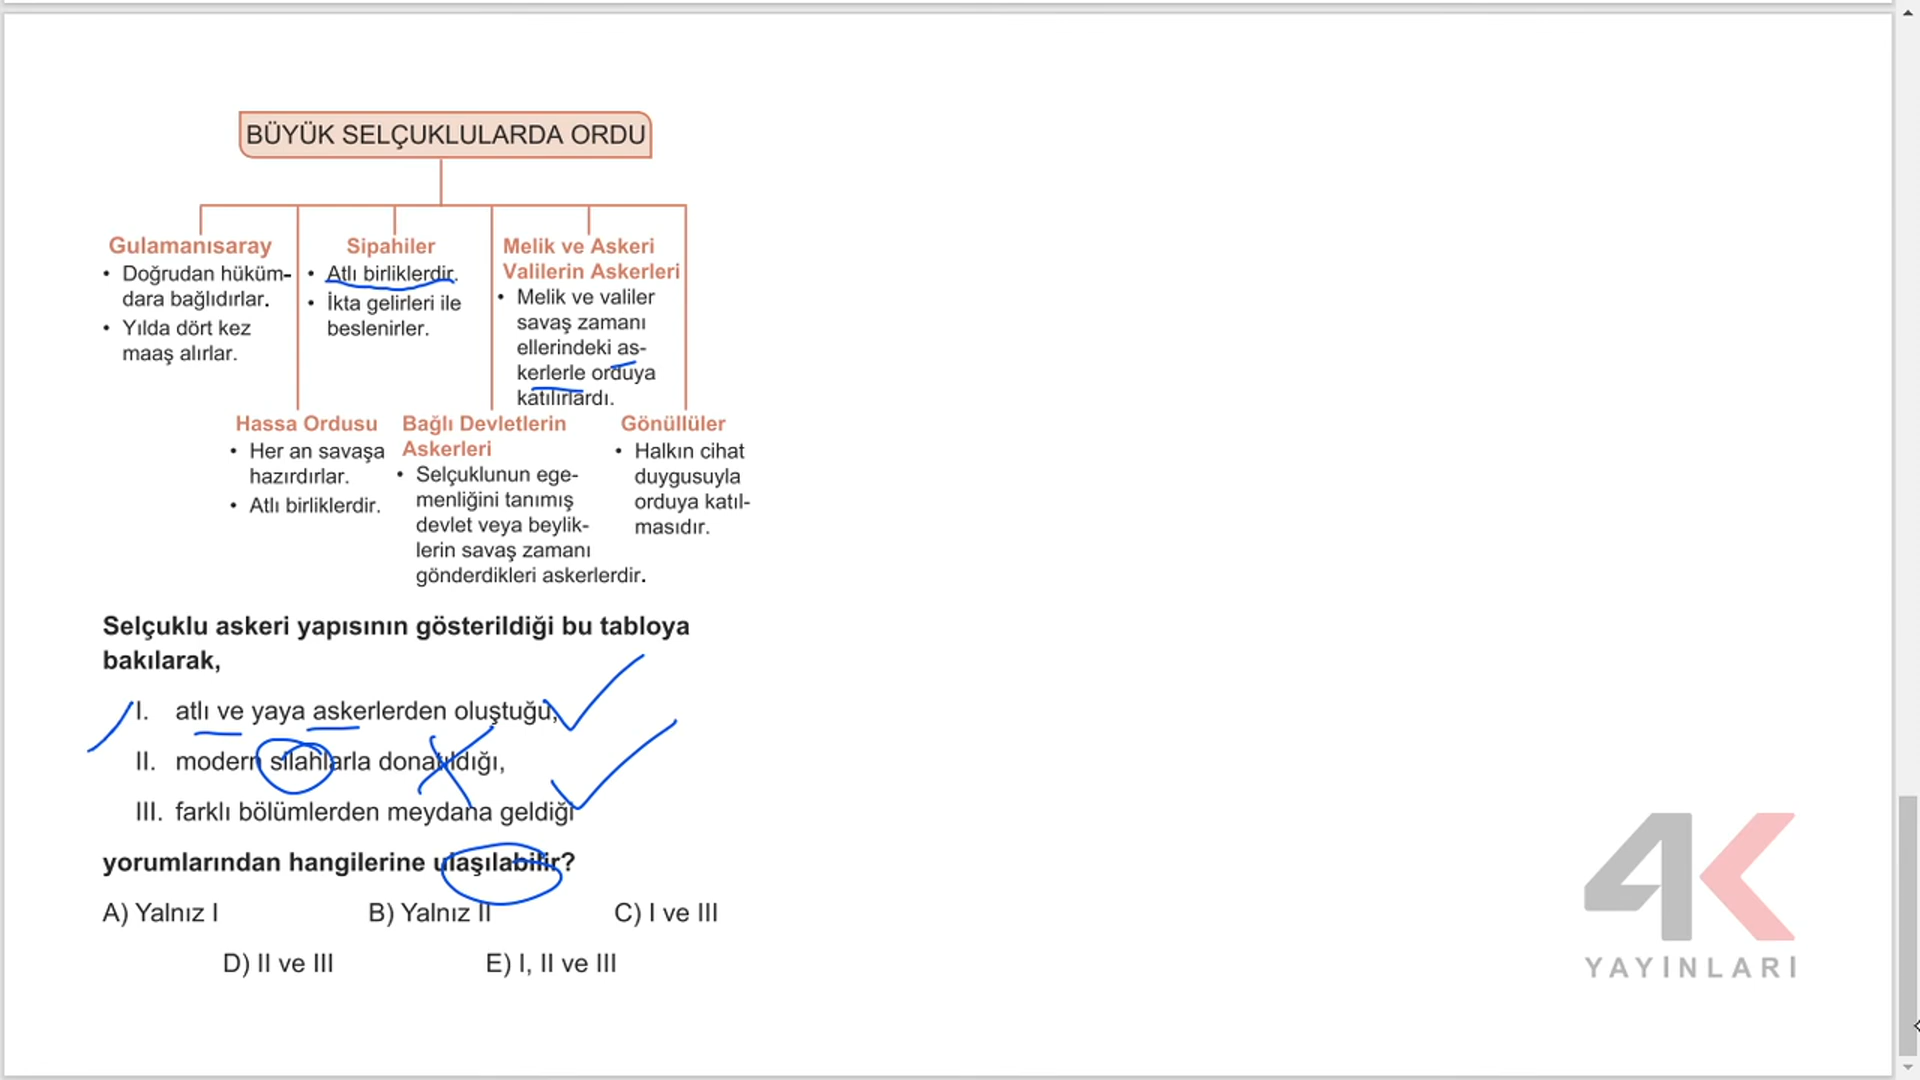 BÜYÜK SELÇUKLULARDA ORDU
Gulamanısaray
• Doğrudan hüküm-
dara bağlıdırlar.
• Yılda dört kez
maaş alırlar.
Sipahiler
• Atlı birliklerdir.
• İkta gelirleri ile
beslenirler.
Melik ve Askeri
Valilerin Askerleri
• Melik ve valiler
savaş zamanı
ellerindeki as-
kerlerle orduya
katılırlardı.
Hassa Ordusu
• Her an savaşa
hazırdırlar.
• Atlı birliklerdir.
Bağlı Devletlerin
Askerleri
• Selçuklunun ege-
menliğini tanımış
devlet veya beylik-
lerin savaş zamanı
gönderdikleri askerlerdir.
Gönüllüler
• Halkın cihat
duygusuyla
orduya katıl-
masıdır.
Selçuklu askeri yapısının gösterildiği bu tabloya
bakılarak,
I. atlı ve yaya askerlerden oluştuğu,
II. modern silahlarla donatıldığı,
III. farklı bölümlerden meydana geldiği
yorumlarından hangilerine ulaşılabilir?
A) Yalnız I B) Yalnız II C) I ve III
D) II ve III E) I, II ve III
4K
YAYINLARI